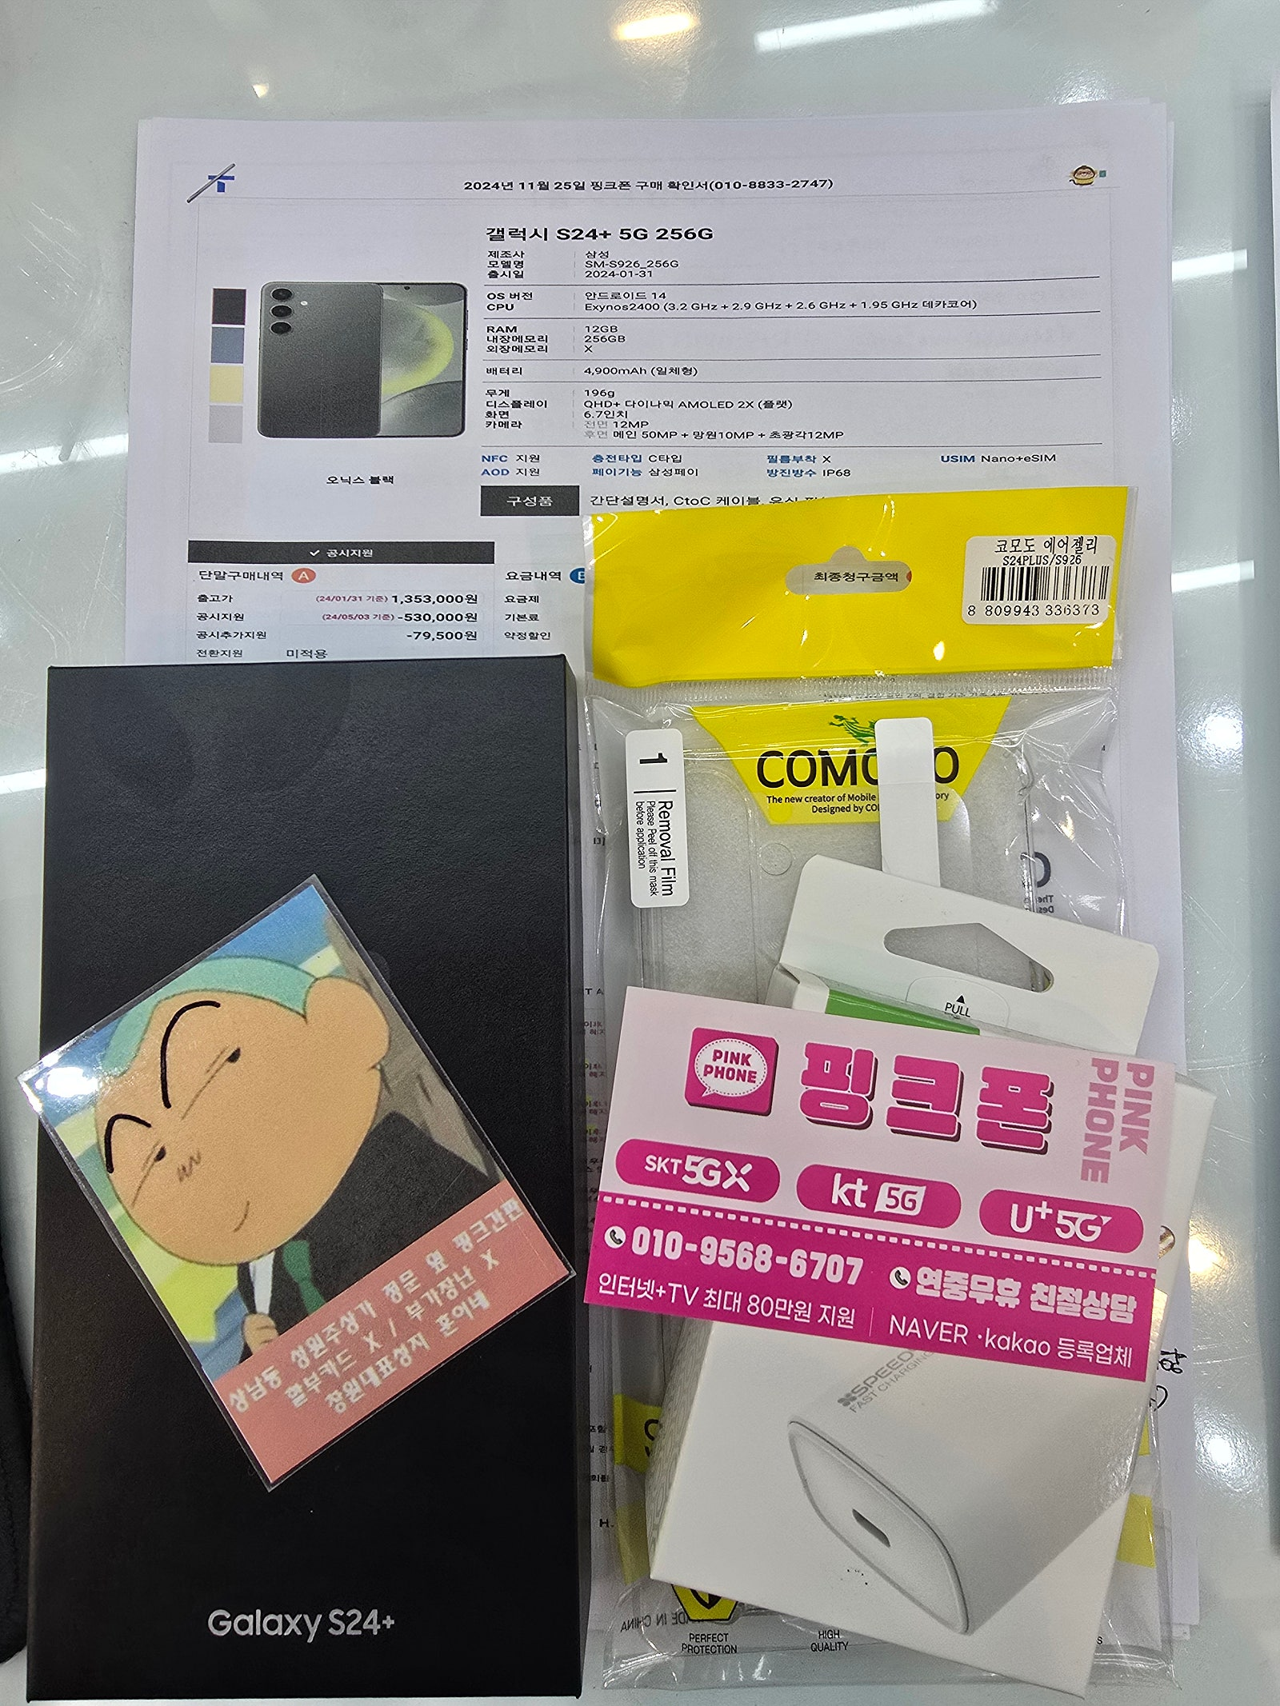 2024년 11월 25일 핑크폰 구매 확인서(010-8833-2747)
갤럭시 S24+ 5G 256G
제조사 삼성
모델명 SM-S926_256G
출시일 2024-01-31
OS 버전 안드로이드 14
CPU Exynos2400 (3.2 GHz + 2.9 GHz + 2.6 GHz + 1.95 GHz 데카코어)
RAM 12GB
내장메모리 256GB
외장메모리 X
배터리 4,900mAh (일체형)
무게 196g
디스플레이 QHD+ 다이나믹 AMOLED 2X (플랫)
화면 6.7인치
카메라 전면 12MP
후면 메인 50MP + 망원10MP + 초광각12MP
NFC 지원 충전타입 C타입 필름부착 X USIM Nano+eSIM
AOD 지원 페이기능 삼성페이 방진방수 IP68
오닉스 블랙
구성품 간단설명서, CtoC 케이블,
✓ 공시지원
단말구매내역 A 요금내역
출고가 (24/01/31 기준) 1,353,000원 요금제
공시지원 (24/05/03 기준) -530,000원 기본료
공시추가지원 -79,500원 약정할인
전환지원 미적용
최종청구금액
코모도 에어젤리
S24PLUS/S926
8 809943 336373
The new creator of Mobile
Designed by
1 Removal Film
Please Peel off this mask
before application
PULL
PINK
PHONE
핑크폰
PINK
PHONE
SKT 5GX
kt 5G
U+ 5G
010-9568-6707
연중무휴 친절상담
인터넷+TV 최대 80만원 지원 | NAVER · kakao 등록업체
SPEED
FAST CHARGING
상남동 성원주상가 정문 옆 핑크간판
할부카드 X / 부가장난 X
창원대표성지 훈이네
Galaxy S24+
MADE IN CHINA
PERFECT
PROTECTION
HIGH
QUALITY